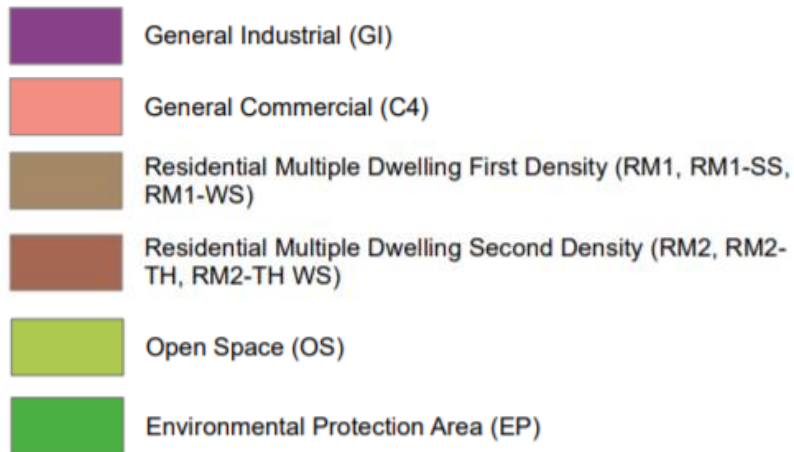 General Industrial (GI)
General Commercial (C4)
Residential Multiple Dwelling First Density (RM1, RM1-SS,
RM1-WS)
Residential Multiple Dwelling Second Density (RM2, RM2-
TH, RM2-TH WS)
Open Space (OS)
Environmental Protection Area (EP)